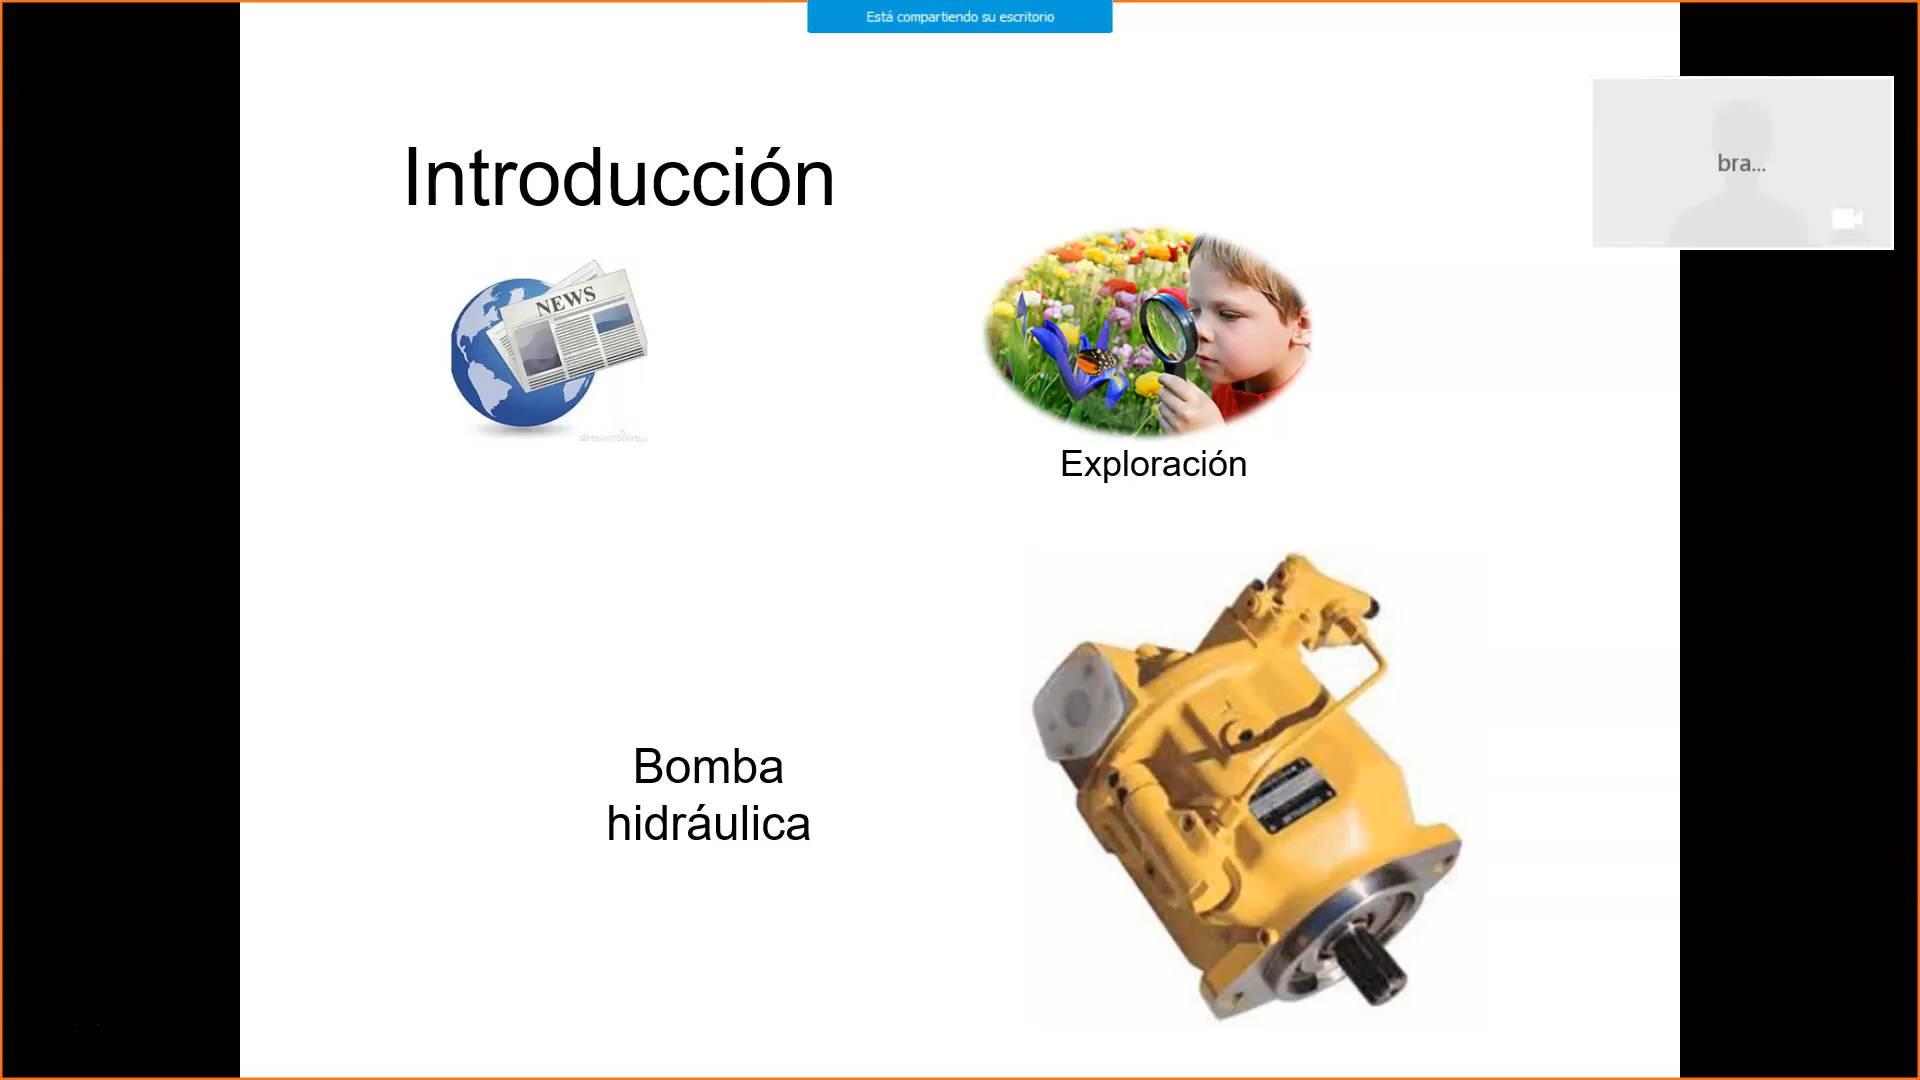 Está compartiendo su escritorio
bra...
Introducción
NEWS
Exploración
Bomba
hidráulica